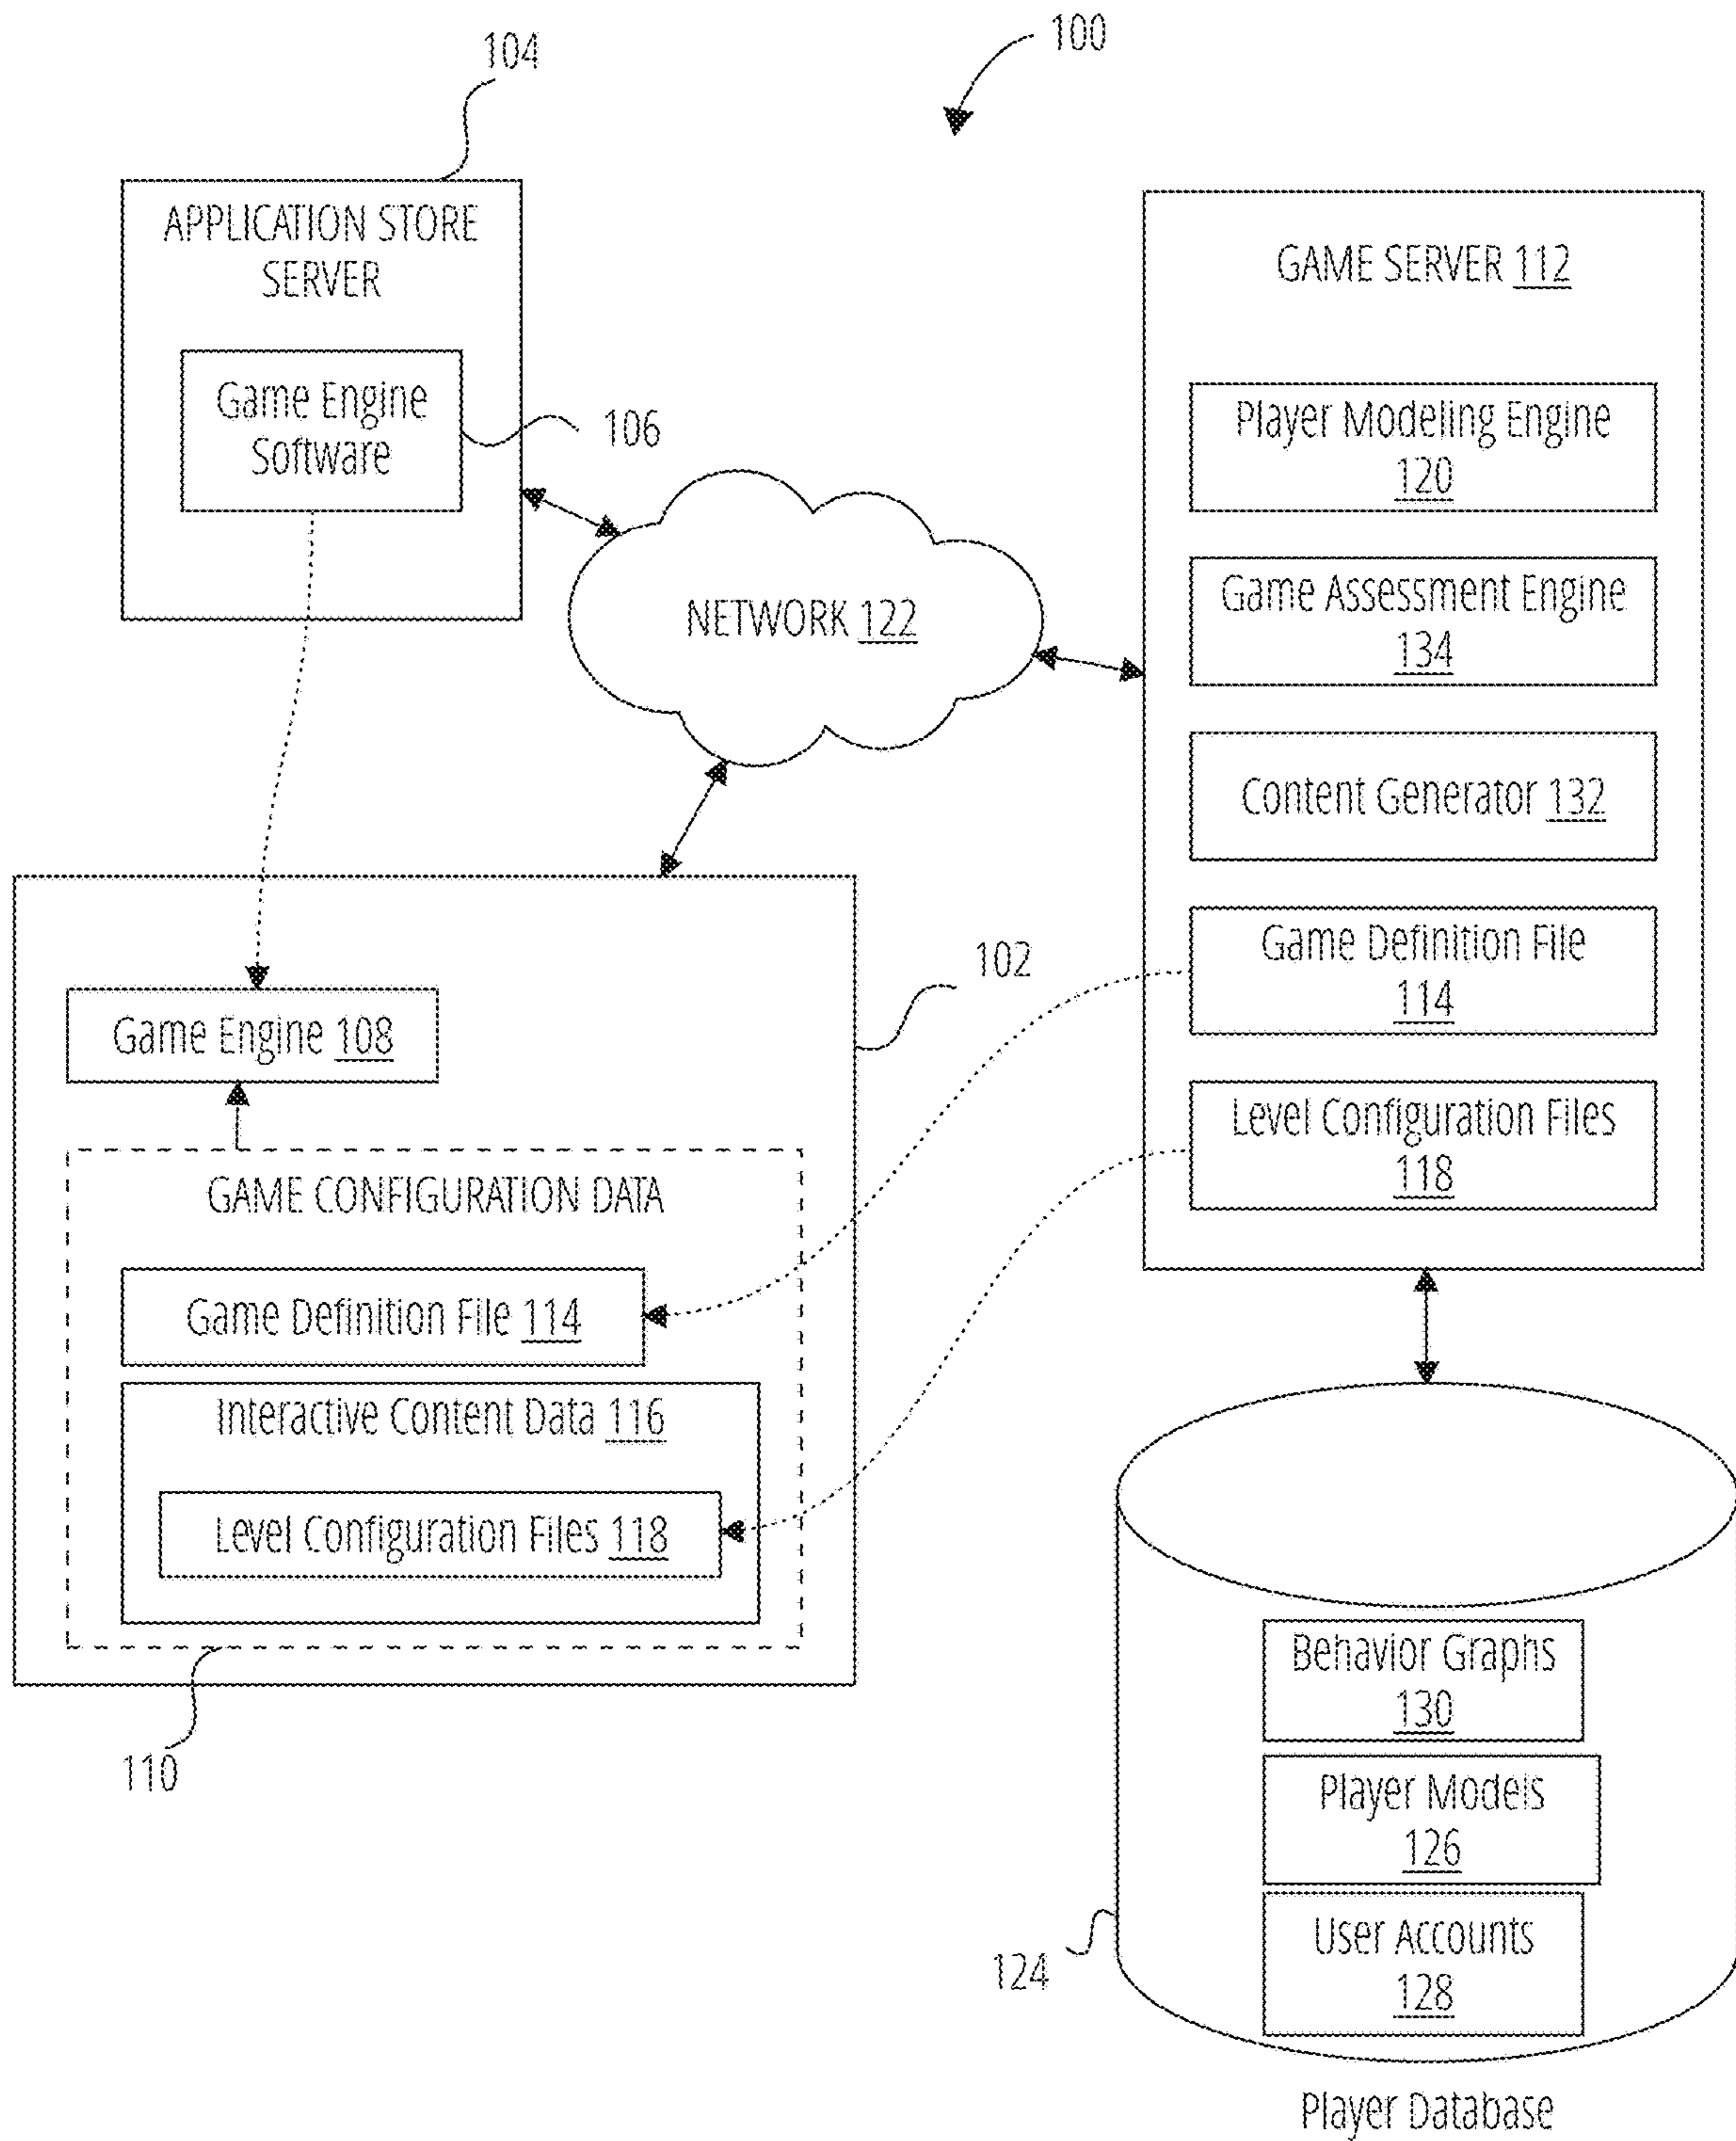 100
104
APPLICATION STORE
SERVER
Game Engine
Software
106
GAME SERVER 112
Player Modeling Engine
120
Game Assessment Engine
134
Content Generator 132
Game Definition File
114
Level Configuration Files
118
NETWORK 122
102
Game Engine 108
GAME CONFIGURATION DATA
Game Definition File 114
Interactive Content Data 116
Level Configuration Files 118
110
Behavior Graphs
130
Player Models
126
User Accounts
128
124
Player Database